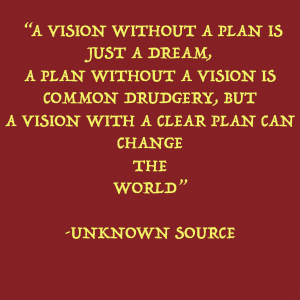 “A VISION WITHOUT A PLAN IS
JUST A DREAM,
A PLAN WITHOUT A VISION IS
COMMON DRUDGERY, BUT
A VISION WITH A CLEAR PLAN CAN
CHANGE
THE
WORLD”
-UNKNOWN SOURCE